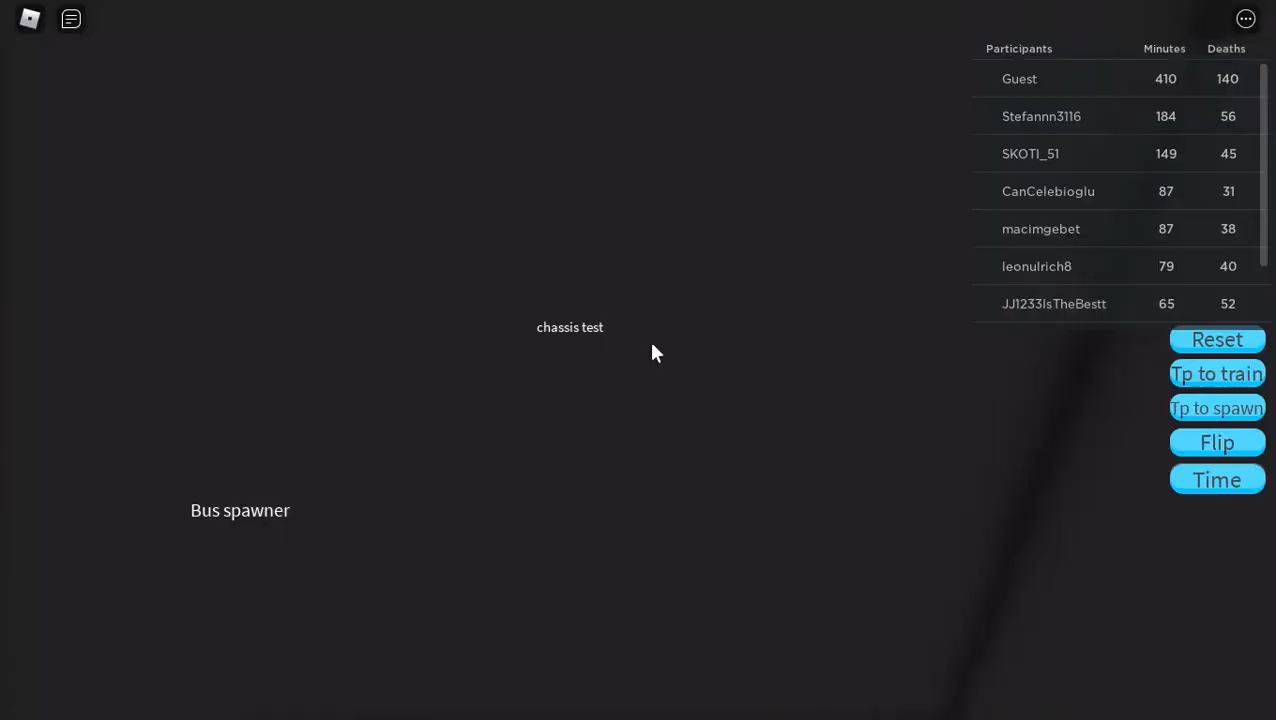 Participants Minutes Deaths
Guest 410 140
Stefannn3116 184 56
SKOTI_51 149 45
CanCelebioglu 87 31
macimgebet 87 38
leonulrich8 79 40
JJ1233IsTheBestt 65 52
chassis test
Reset
Tp to train
Tp to spawn
Flip
Time
Bus spawner